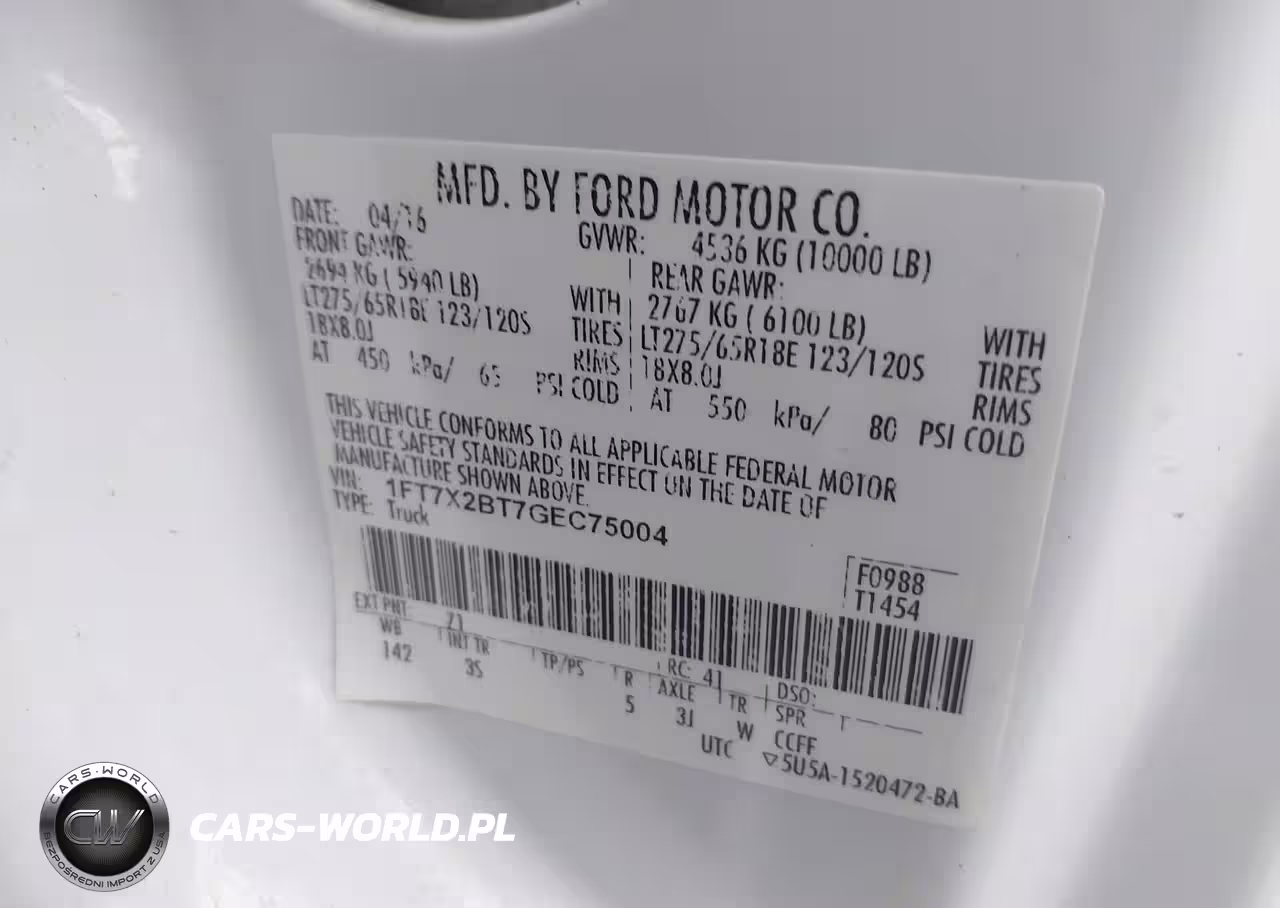 MFD. BY FORD MOTOR CO.
DATE: 04/16 GVWR: 4536 KG (10000 LB)
FRONT GAWR: REAR GAWR:
2694 KG ( 5940 LB) WITH 2767 KG ( 6100 LB) WITH
LT275/65R18E 123/120S TIRES LT275/65R18E 123/120S TIRES
18X8.0J RIMS 18X8.0J RIMS
AT 450 kPa/ 65 PSI COLD AT 550 kPa/ 80 PSI COLD
THIS VEHICLE CONFORMS TO ALL APPLICABLE FEDERAL MOTOR
VEHICLE SAFETY STANDARDS IN EFFECT ON THE DATE OF
MANUFACTURE SHOWN ABOVE.
VIN: 1FT7X2BT7GEC75004
TYPE: Truck
F0988
T1454
EXT PNT: Z1 RC: 41 DSO:
WB INT TR TP/PS R AXLE TR SPR T
142 3S 5 3J W CCFF
UTC ▽5U5A-1520472-BA
CARS-WORLD
CW
BEZPOŚREDNI IMPORT Z USA
CARS-WORLD.PL